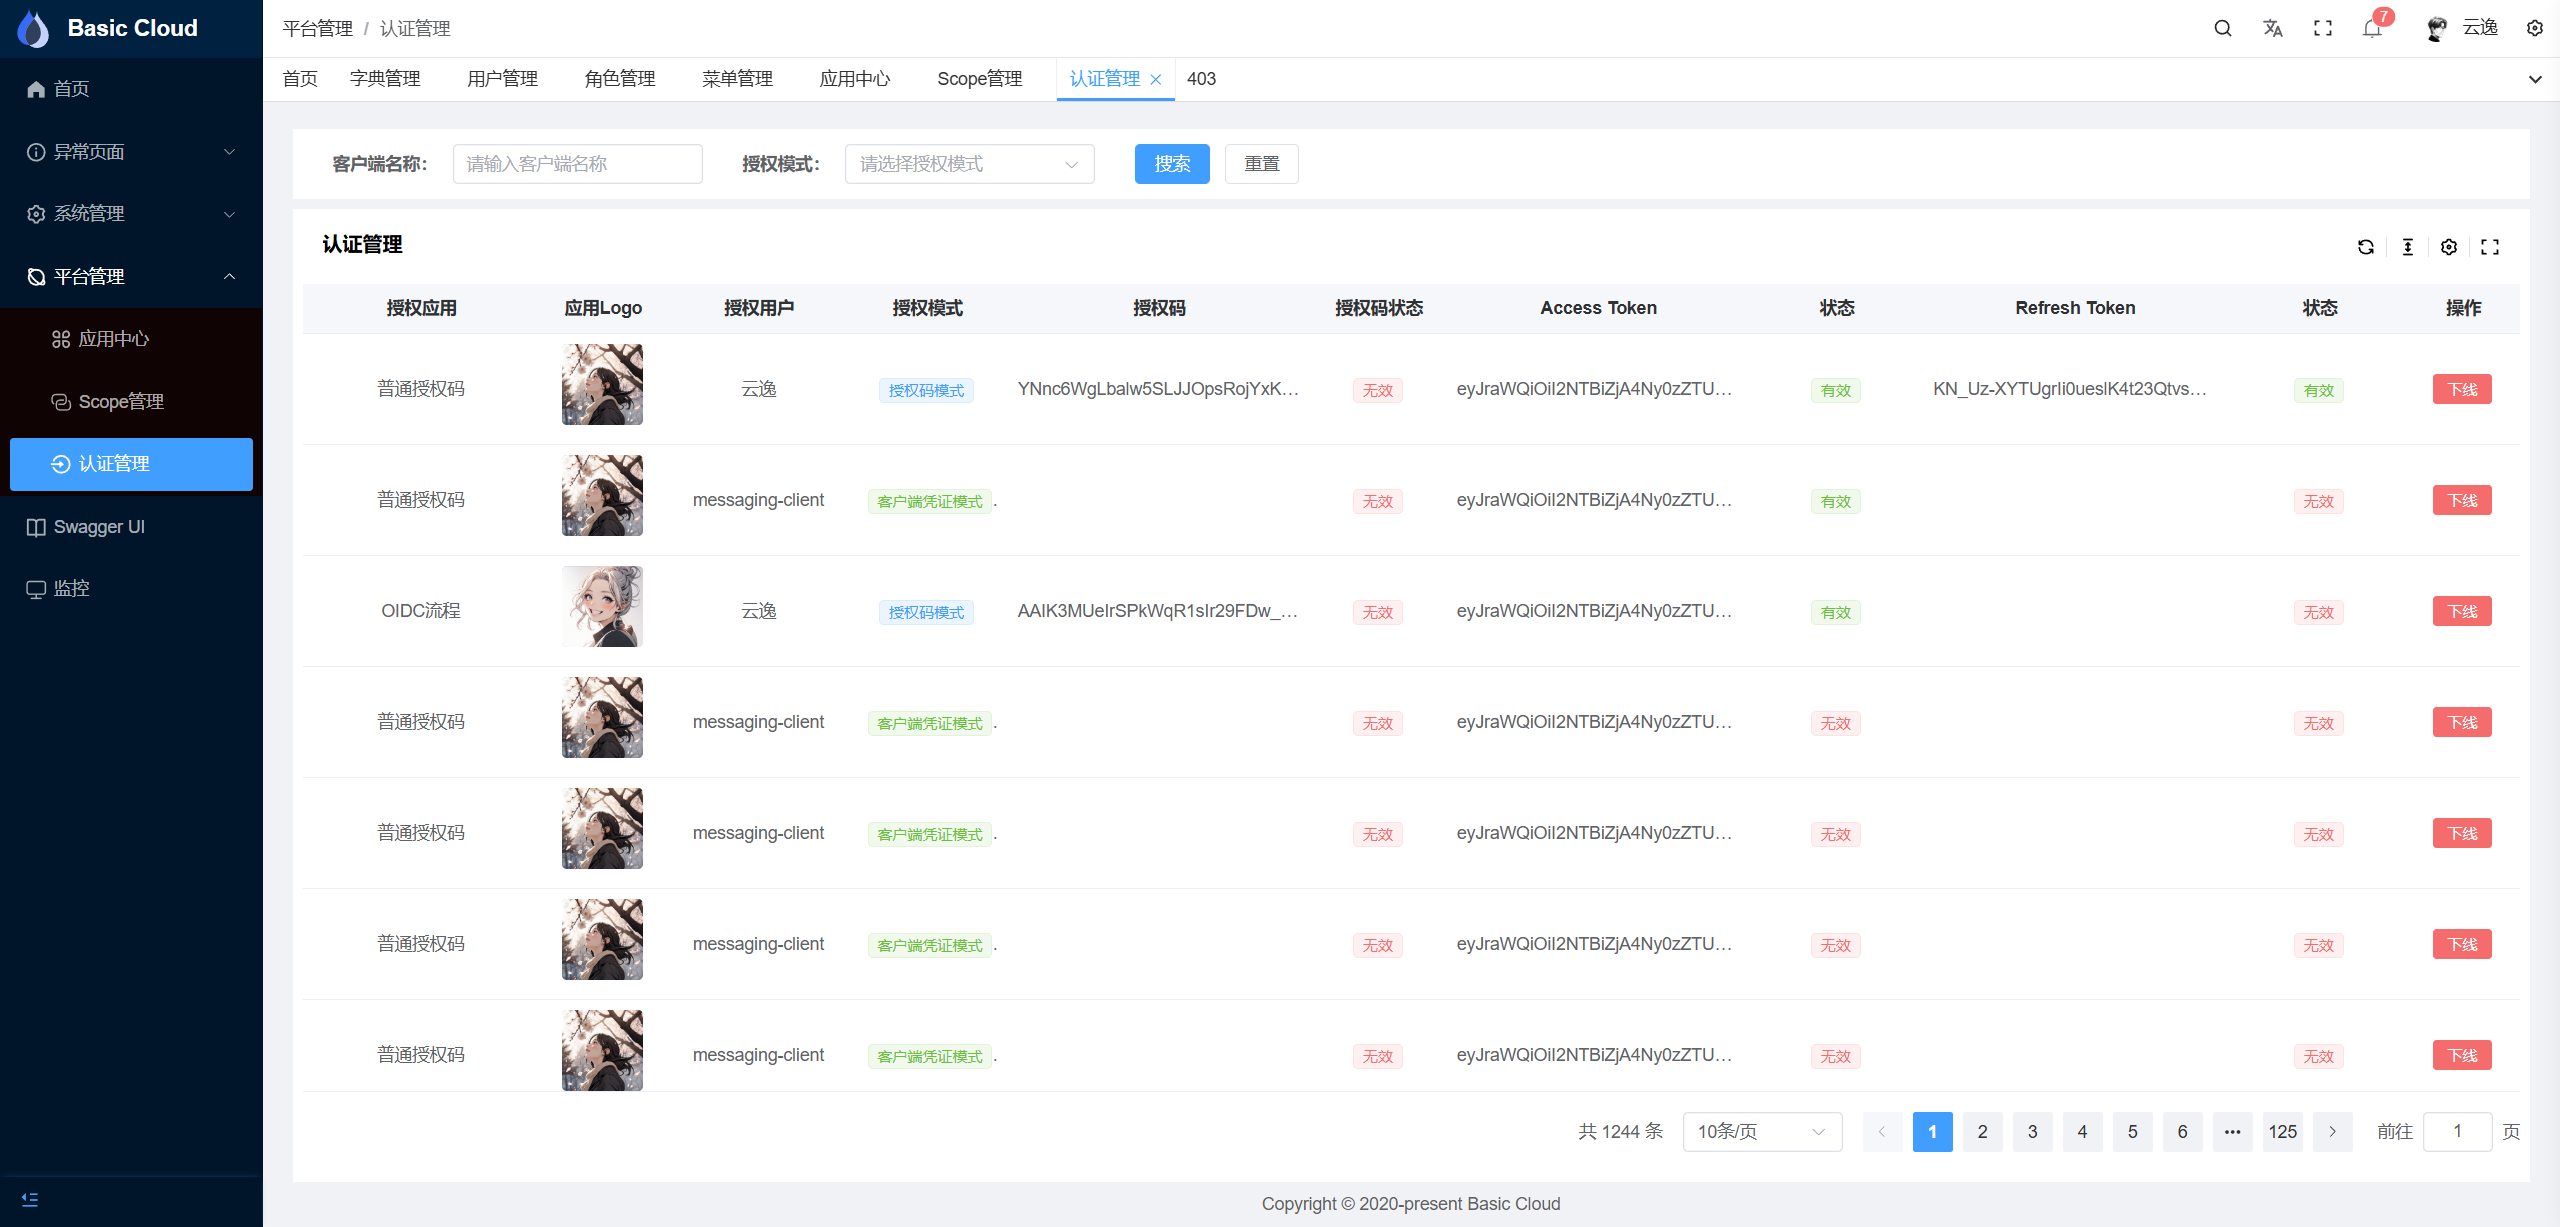 Basic Cloud
首页
异常页面
系统管理
平台管理
应用中心
Scope管理
认证管理
Swagger UI
监控
平台管理 / 认证管理
7
云逸
首页 字典管理 用户管理 角色管理 菜单管理 应用中心 Scope管理 认证管理 403
客户端名称: 请输入客户端名称 授权模式: 请选择授权模式 搜索 重置
认证管理
授权应用 应用Logo 授权用户 授权模式 授权码 授权码状态 Access Token 状态 Refresh Token 状态 操作
普通授权码 云逸 授权码模式 YNnc6WgLbalw5SLJJOpsRojYxK... 无效 eyJraWQiOiI2NTBiZjA4Ny0zZTU... 有效 KN_Uz-XYTUgrIi0ueslK4t23Qtvs... 有效 下线
普通授权码 messaging-client 客户端凭证模式 . 无效 eyJraWQiOiI2NTBiZjA4Ny0zZTU... 有效 无效 下线
OIDC流程 云逸 授权码模式 AAIK3MUeIrSPkWqR1sIr29FDw_... 无效 eyJraWQiOiI2NTBiZjA4Ny0zZTU... 有效 无效 下线
普通授权码 messaging-client 客户端凭证模式 . 无效 eyJraWQiOiI2NTBiZjA4Ny0zZTU... 无效 无效 下线
普通授权码 messaging-client 客户端凭证模式 . 无效 eyJraWQiOiI2NTBiZjA4Ny0zZTU... 无效 无效 下线
普通授权码 messaging-client 客户端凭证模式 . 无效 eyJraWQiOiI2NTBiZjA4Ny0zZTU... 无效 无效 下线
普通授权码 messaging-client 客户端凭证模式 . 无效 eyJraWQiOiI2NTBiZjA4Ny0zZTU... 无效 无效 下线
共 1244 条 10条/页 1 2 3 4 5 6 ••• 125 前往 1 页
Copyright © 2020-present Basic Cloud